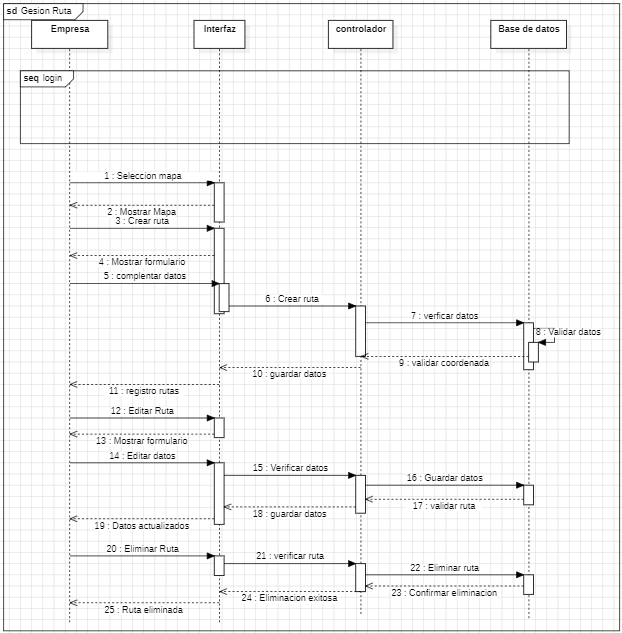 sd Gesion Ruta
Empresa
Interfaz
controlador
Base de datos
seq login
1 : Seleccion mapa
2 : Mostrar Mapa
3 : Crear ruta
4 : Mostrar formulario
5 : complentar datos
6 : Crear ruta
7 : verficar datos
8 : Validar datos
9 : validar coordenada
10 : guardar datos
11 : registro rutas
12 : Editar Ruta
13 : Mostrar formulario
14 : Editar datos
15 : Verificar datos
16 : Guardar datos
17 : validar ruta
18 : guardar datos
19 : Datos actualizados
20 : Eliminar Ruta
21 : verificar ruta
22 : Eliminar ruta
23 : Confirmar eliminacion
24 : Eliminacion exitosa
25 : Ruta eliminada